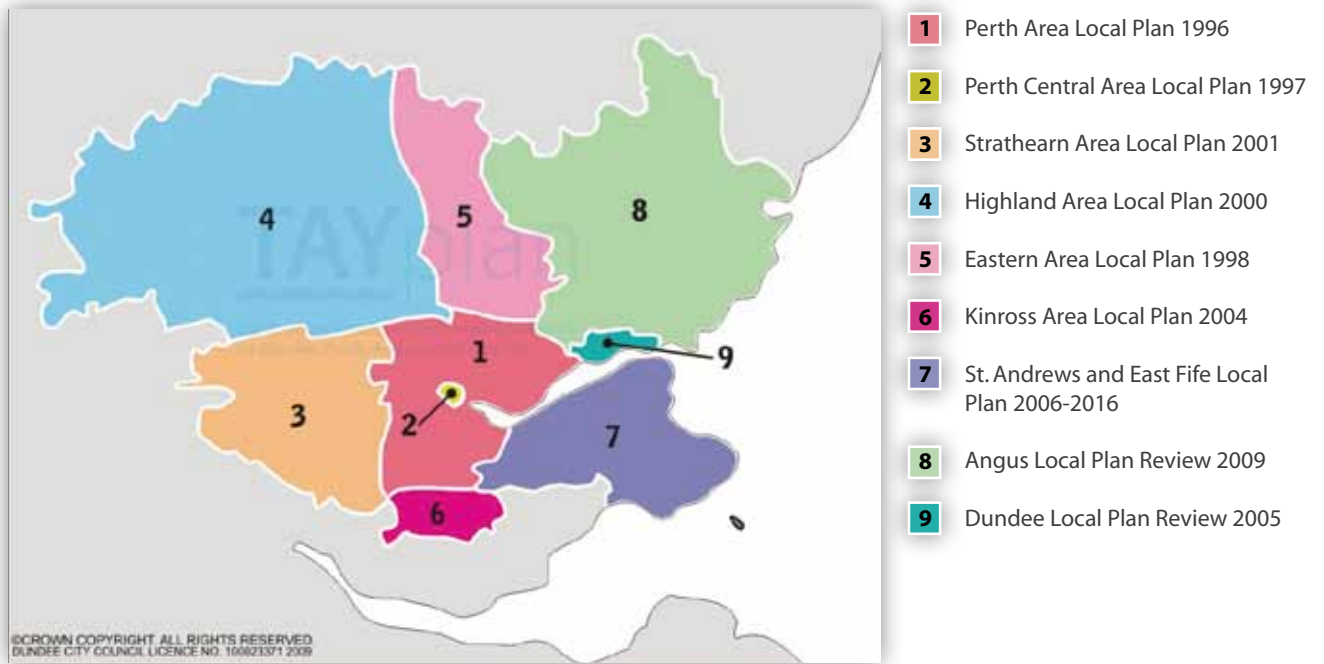 4
5
8
1
9
2
3
7
6
TAYplan
©CROWN COPYRIGHT. ALL RIGHTS RESERVED.
DUNDEE CITY COUNCIL LICENCE NO. 100023371 2009
1 Perth Area Local Plan 1996
2 Perth Central Area Local Plan 1997
3 Strathearn Area Local Plan 2001
4 Highland Area Local Plan 2000
5 Eastern Area Local Plan 1998
6 Kinross Area Local Plan 2004
7 St. Andrews and East Fife Local
Plan 2006-2016
8 Angus Local Plan Review 2009
9 Dundee Local Plan Review 2005